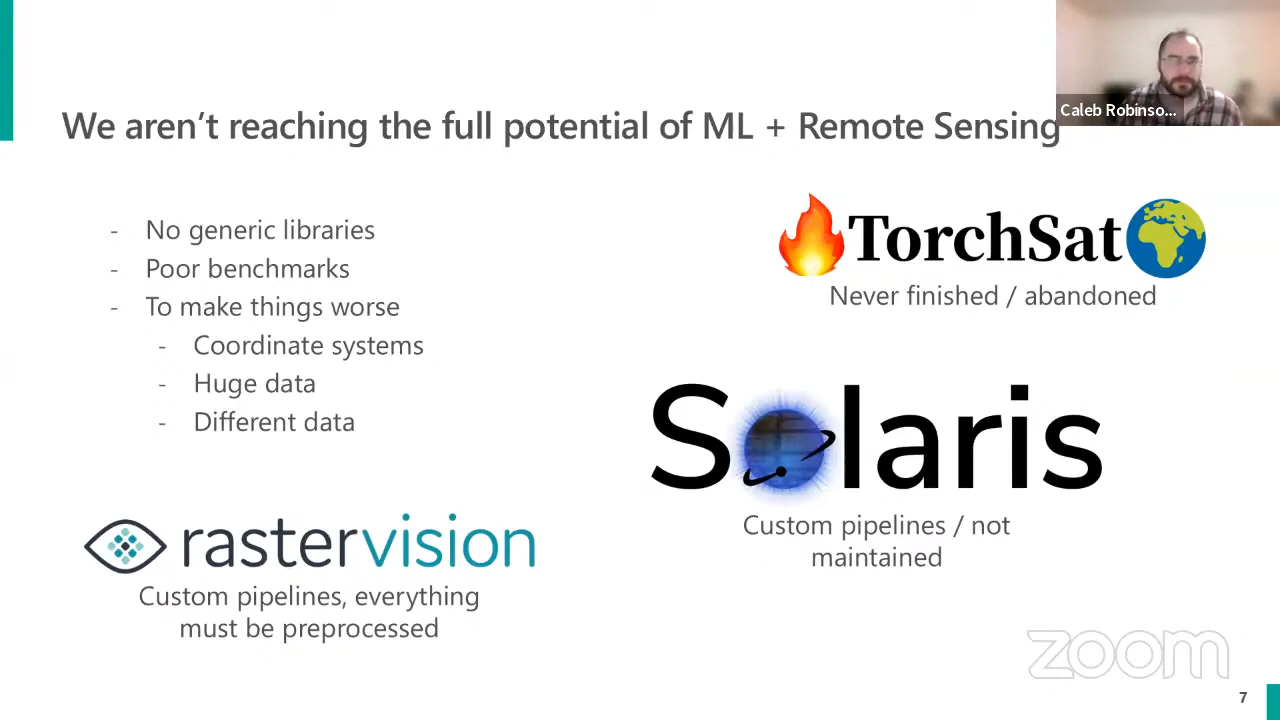 Caleb Robinso...
We aren't reaching the full potential of ML + Remote Sensing
- No generic libraries
- Poor benchmarks
- To make things worse
- Coordinate systems
- Huge data
- Different data
TorchSat
Never finished / abandoned
Solaris
Custom pipelines / not
maintained
rastervision
Custom pipelines, everything
must be preprocessed
zoom
7